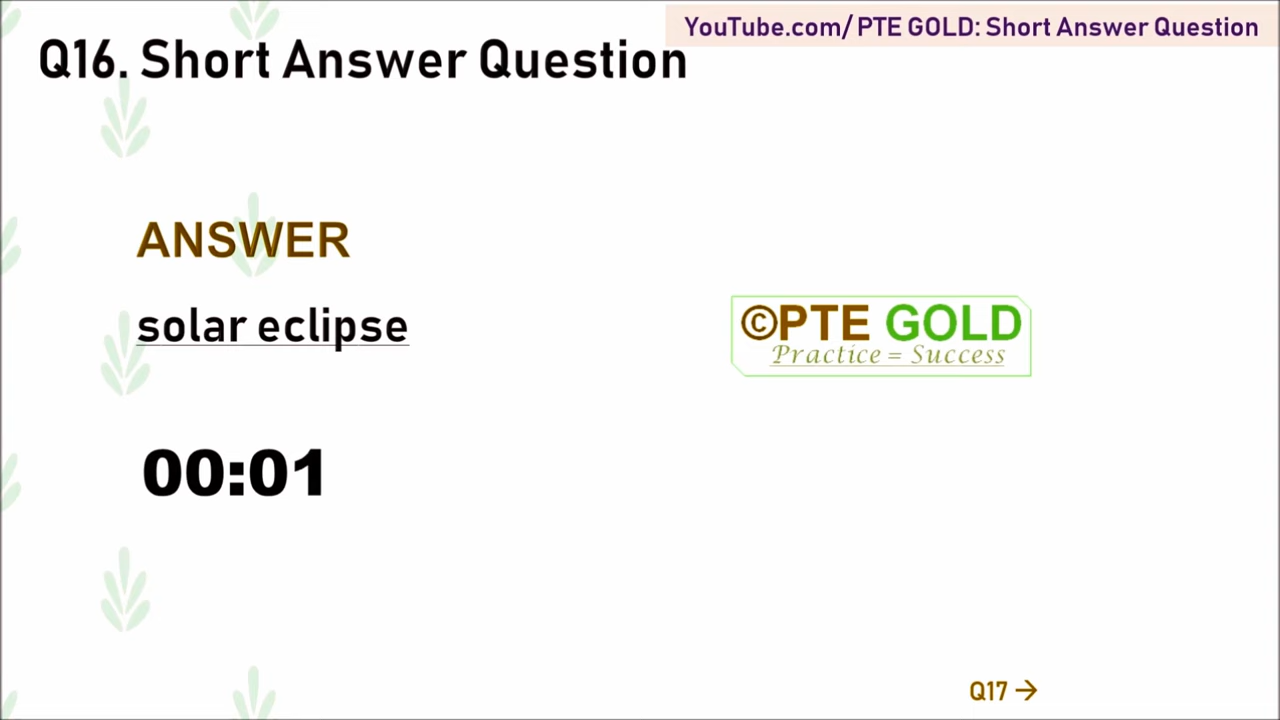 YouTube.com/ PTE GOLD: Short Answer Question
Q16. Short Answer Question
ANSWER
solar eclipse
©PTE GOLD
Practice = Success
00:01
Q17 →